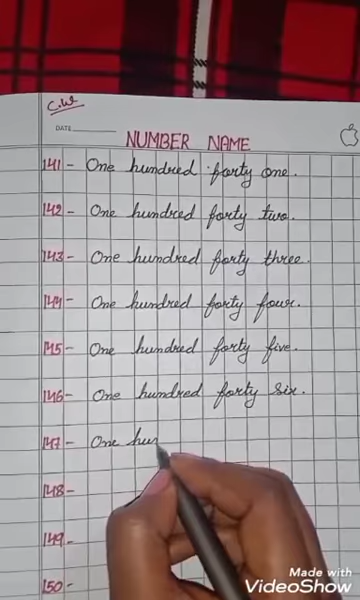 C.W
DATE
NUMBER NAME
141- One hundred forty one.
142- One hundred forty two.
143- One hundred forty three.
144- One hundred forty four.
145- One hundred forty five.
146- One hundred forty six.
147- One hun
148-
149-
150-
Made with
VideoShow